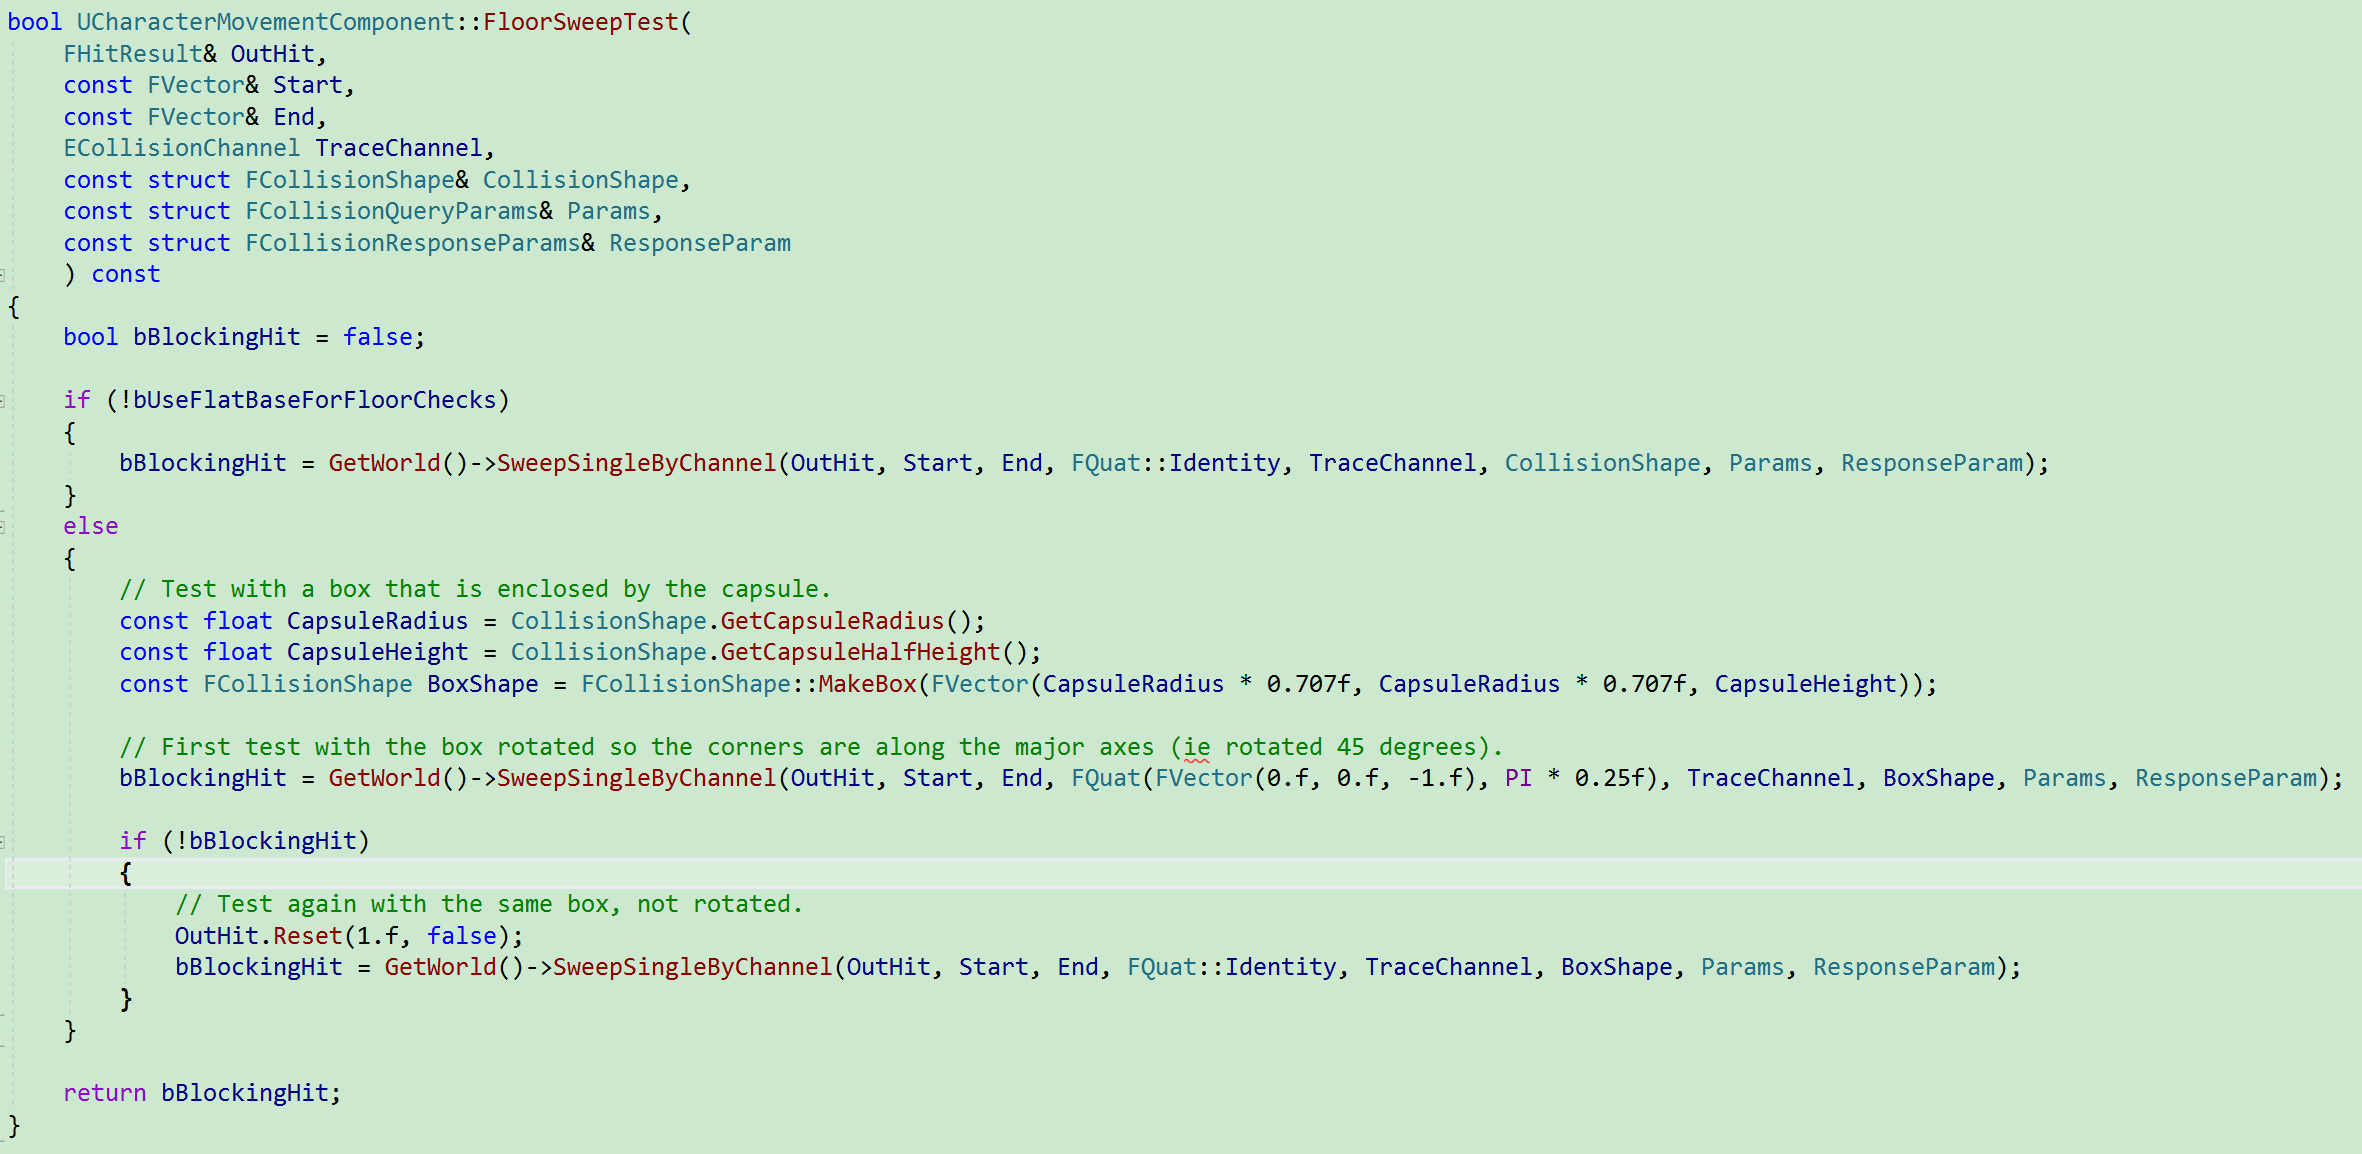 bool UCharacterMovementComponent::FloorSweepTest(
    FHitResult& OutHit,
    const FVector& Start,
    const FVector& End,
    ECollisionChannel TraceChannel,
    const struct FCollisionShape& CollisionShape,
    const struct FCollisionQueryParams& Params,
    const struct FCollisionResponseParams& ResponseParam
    ) const
{
    bool bBlockingHit = false;

    if (!bUseFlatBaseForFloorChecks)
    {
        bBlockingHit = GetWorld()->SweepSingleByChannel(OutHit, Start, End, FQuat::Identity, TraceChannel, CollisionShape, Params, ResponseParam);
    }
    else
    {
        // Test with a box that is enclosed by the capsule.
        const float CapsuleRadius = CollisionShape.GetCapsuleRadius();
        const float CapsuleHeight = CollisionShape.GetCapsuleHalfHeight();
        const FCollisionShape BoxShape = FCollisionShape::MakeBox(FVector(CapsuleRadius * 0.707f, CapsuleRadius * 0.707f, CapsuleHeight));

        // First test with the box rotated so the corners are along the major axes (ie rotated 45 degrees).
        bBlockingHit = GetWorld()->SweepSingleByChannel(OutHit, Start, End, FQuat(FVector(0.f, 0.f, -1.f), PI * 0.25f), TraceChannel, BoxShape, Params, ResponseParam);

        if (!bBlockingHit)
        {
            // Test again with the same box, not rotated.
            OutHit.Reset(1.f, false);
            bBlockingHit = GetWorld()->SweepSingleByChannel(OutHit, Start, End, FQuat::Identity, TraceChannel, BoxShape, Params, ResponseParam);
        }
    }

    return bBlockingHit;
}